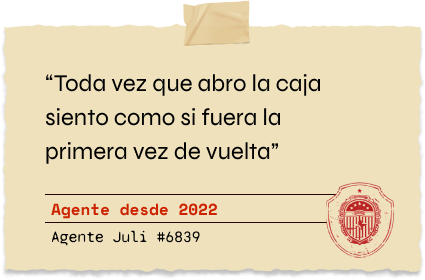 “Toda vez que abro la caja
siento como si fuera la
primera vez de vuelta”
Agente desde 2022
Agente Juli #6839